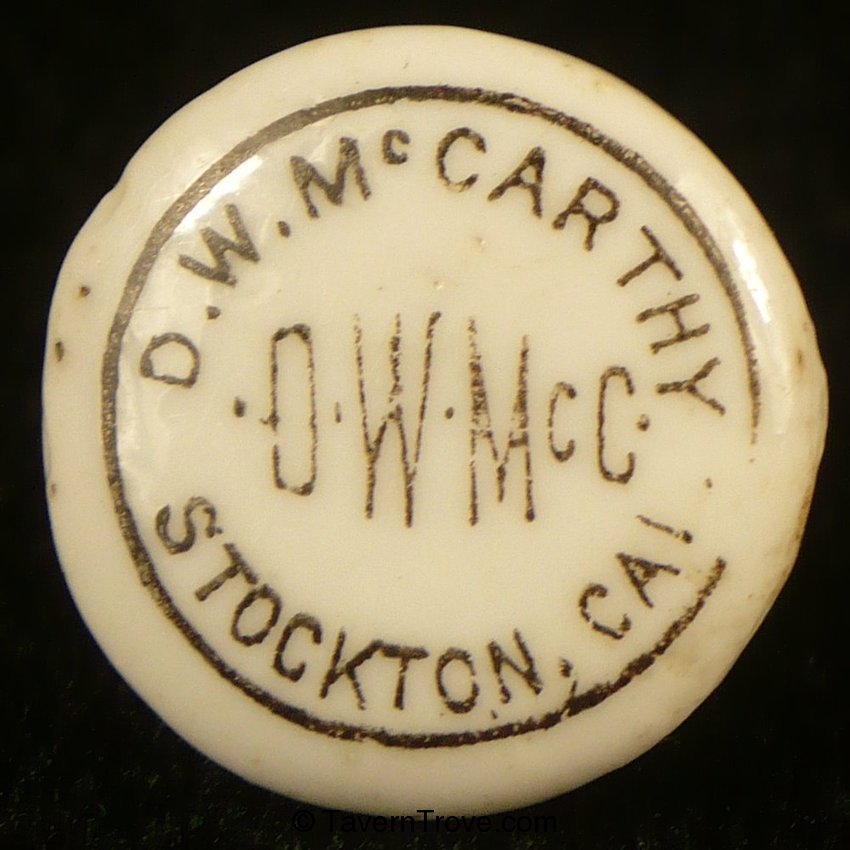 D.W.McCARTHY
·D·W·McC·
STOCKTON, CAL
© TavernTrove.com